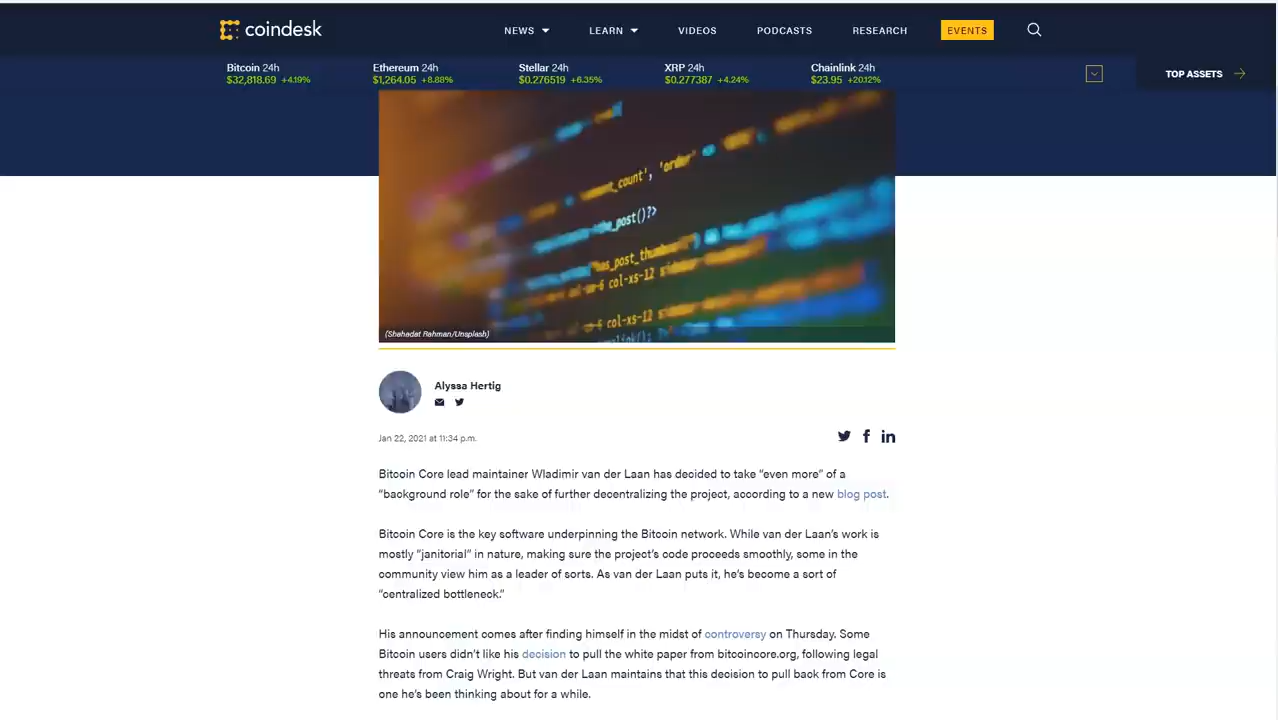 coindesk
NEWS LEARN VIDEOS PODCASTS RESEARCH EVENTS
Bitcoin 24h Ethereum 24h Stellar 24h XRP 24h Chainlink 24h
$32,818.69 +4.19% $1,264.05 +8.88% $0.276519 +6.35% $0.277387 +4.24% $23.95 +20.12%
TOP ASSETS
', 'order'
_post()?>
col-xs-12
col-xs-12
(Shahadat Rahman/Unsplash)
Alyssa Hertig
Jan 22, 2021 at 11:34 p.m.
Bitcoin Core lead maintainer Wladimir van der Laan has decided to take “even more” of a
“background role” for the sake of further decentralizing the project, according to a new blog post.
Bitcoin Core is the key software underpinning the Bitcoin network. While van der Laan’s work is
mostly “janitorial” in nature, making sure the project’s code proceeds smoothly, some in the
community view him as a leader of sorts. As van der Laan puts it, he’s become a sort of
“centralized bottleneck.”
His announcement comes after finding himself in the midst of controversy on Thursday. Some
Bitcoin users didn’t like his decision to pull the white paper from bitcoincore.org, following legal
threats from Craig Wright. But van der Laan maintains that this decision to pull back from Core is
one he’s been thinking about for a while.